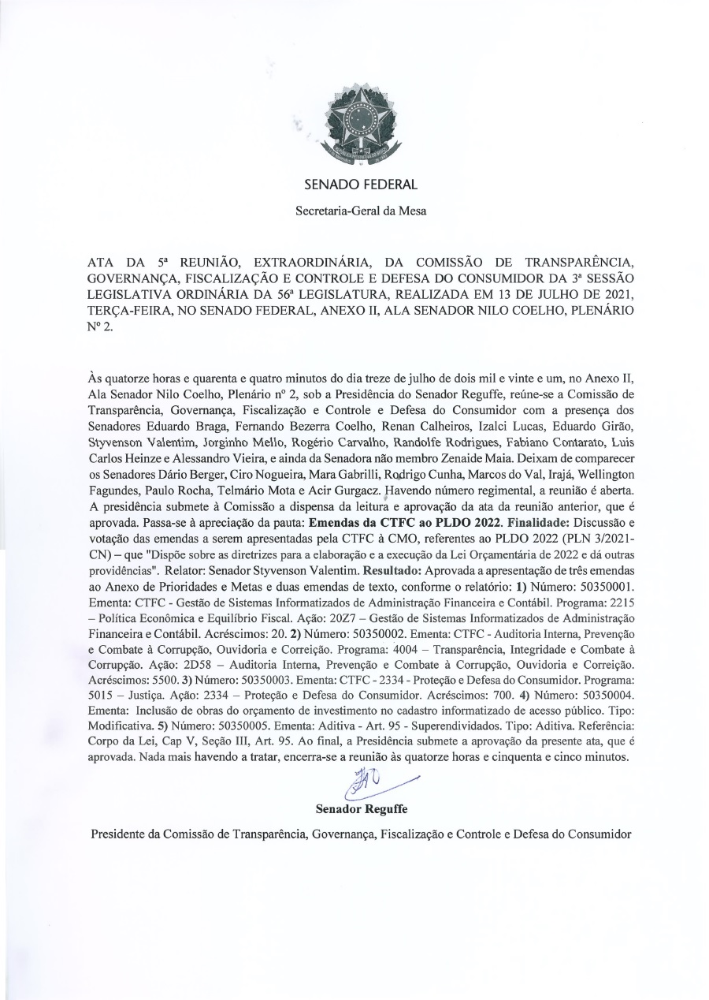 SENADO FEDERAL
Secretaria-Geral da Mesa
ATA DA 5ª REUNIÃO, EXTRAORDINÁRIA, DA COMISSÃO DE TRANSPARÊNCIA,
GOVERNANÇA, FISCALIZAÇÃO E CONTROLE E DEFESA DO CONSUMIDOR DA 3ª SESSÃO
LEGISLATIVA ORDINÁRIA DA 56ª LEGISLATURA, REALIZADA EM 13 DE JULHO DE 2021,
TERÇA-FEIRA, NO SENADO FEDERAL, ANEXO II, ALA SENADOR NILO COELHO, PLENÁRIO
Nº 2.
Às quatorze horas e quarenta e quatro minutos do dia treze de julho de dois mil e vinte e um, no Anexo II,
Ala Senador Nilo Coelho, Plenário nº 2, sob a Presidência do Senador Reguffe, reúne-se a Comissão de
Transparência, Governança, Fiscalização e Controle e Defesa do Consumidor com a presença dos
Senadores Eduardo Braga, Fernando Bezerra Coelho, Renan Calheiros, Izalci Lucas, Eduardo Girão,
Styvenson Valentim, Jorginho Mello, Rogério Carvalho, Randolfe Rodrigues, Fabiano Contarato, Luis
Carlos Heinze e Alessandro Vieira, e ainda da Senadora não membro Zenaide Maia. Deixam de comparecer
os Senadores Dário Berger, Ciro Nogueira, Mara Gabrilli, Rodrigo Cunha, Marcos do Val, Irajá, Wellington
Fagundes, Paulo Rocha, Telmário Mota e Acir Gurgacz. Havendo número regimental, a reunião é aberta.
A presidência submete à Comissão a dispensa da leitura e aprovação da ata da reunião anterior, que é
aprovada. Passa-se à apreciação da pauta: Emendas da CTFC ao PLDO 2022. Finalidade: Discussão e
votação das emendas a serem apresentadas pela CTFC à CMO, referentes ao PLDO 2022 (PLN 3/2021-
CN) – que "Dispõe sobre as diretrizes para a elaboração e a execução da Lei Orçamentária de 2022 e dá outras
providências". Relator: Senador Styvenson Valentim. Resultado: Aprovada a apresentação de três emendas
ao Anexo de Prioridades e Metas e duas emendas de texto, conforme o relatório: 1) Número: 50350001.
Ementa: CTFC - Gestão de Sistemas Informatizados de Administração Financeira e Contábil. Programa: 2215
– Política Econômica e Equilíbrio Fiscal. Ação: 20Z7 – Gestão de Sistemas Informatizados de Administração
Financeira e Contábil. Acréscimos: 20. 2) Número: 50350002. Ementa: CTFC - Auditoria Interna, Prevenção
e Combate à Corrupção, Ouvidoria e Correição. Programa: 4004 – Transparência, Integridade e Combate à
Corrupção. Ação: 2D58 – Auditoria Interna, Prevenção e Combate à Corrupção, Ouvidoria e Correição.
Acréscimos: 5500. 3) Número: 50350003. Ementa: CTFC - 2334 - Proteção e Defesa do Consumidor. Programa:
5015 – Justiça. Ação: 2334 – Proteção e Defesa do Consumidor. Acréscimos: 700. 4) Número: 50350004.
Ementa: Inclusão de obras do orçamento de investimento no cadastro informatizado de acesso público. Tipo:
Modificativa. 5) Número: 50350005. Ementa: Aditiva - Art. 95 - Superendividados. Tipo: Aditiva. Referência:
Corpo da Lei, Cap V, Seção III, Art. 95. Ao final, a Presidência submete a aprovação da presente ata, que é
aprovada. Nada mais havendo a tratar, encerra-se a reunião às quatorze horas e cinquenta e cinco minutos.
Senador Reguffe
Presidente da Comissão de Transparência, Governança, Fiscalização e Controle e Defesa do Consumidor